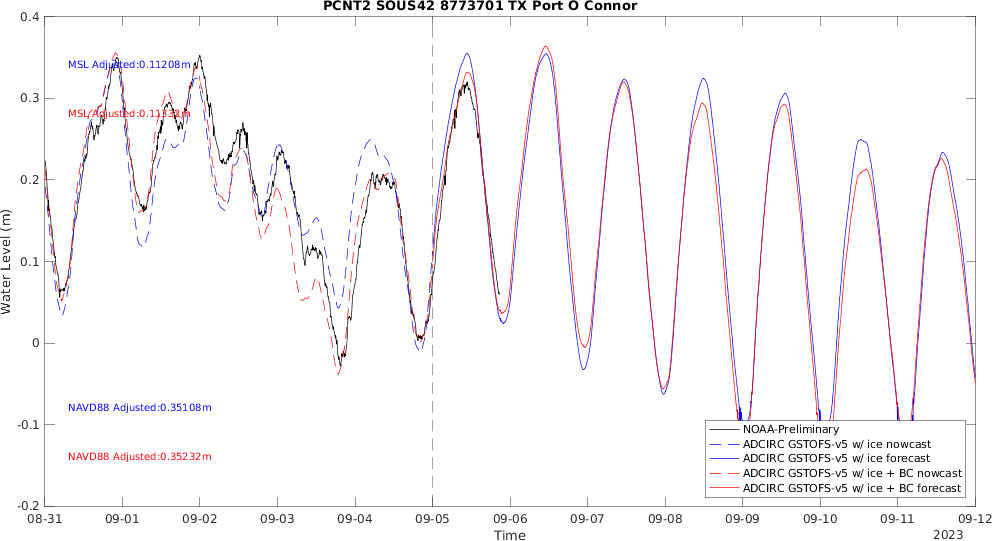 PCNT2 SOUS42 8773701 TX Port O Connor
0.4
0.3
0.2
0.1
0
-0.1
-0.2
Water Level (m)
MSL Adjusted:0.11208m
MSL Adjusted:0.11332m
NAVD88 Adjusted:0.35108m
NAVD88 Adjusted:0.35232m
NOAA-Preliminary
ADCIRC GSTOFS-v5 w/ ice nowcast
ADCIRC GSTOFS-v5 w/ ice forecast
ADCIRC GSTOFS-v5 w/ ice + BC nowcast
ADCIRC GSTOFS-v5 w/ ice + BC forecast
08-31 09-01 09-02 09-03 09-04 09-05 09-06 09-07 09-08 09-09 09-10 09-11 09-12
Time
2023